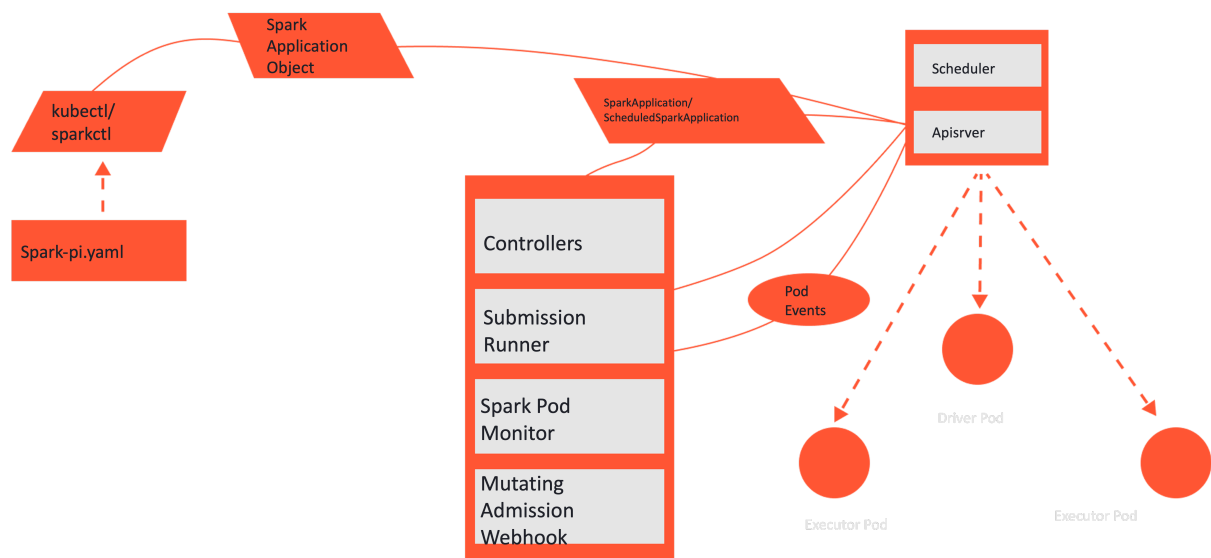 Spark
Application
Object
kubectl/
sparkctl
Spark-pi.yaml
SparkApplication/
ScheduledSparkApplication
Scheduler
Apisrver
Controllers
Submission
Runner
Spark Pod
Monitor
Mutating
Admission
Webhook
Pod
Events
Driver Pod
Executor Pod
Executor Pod